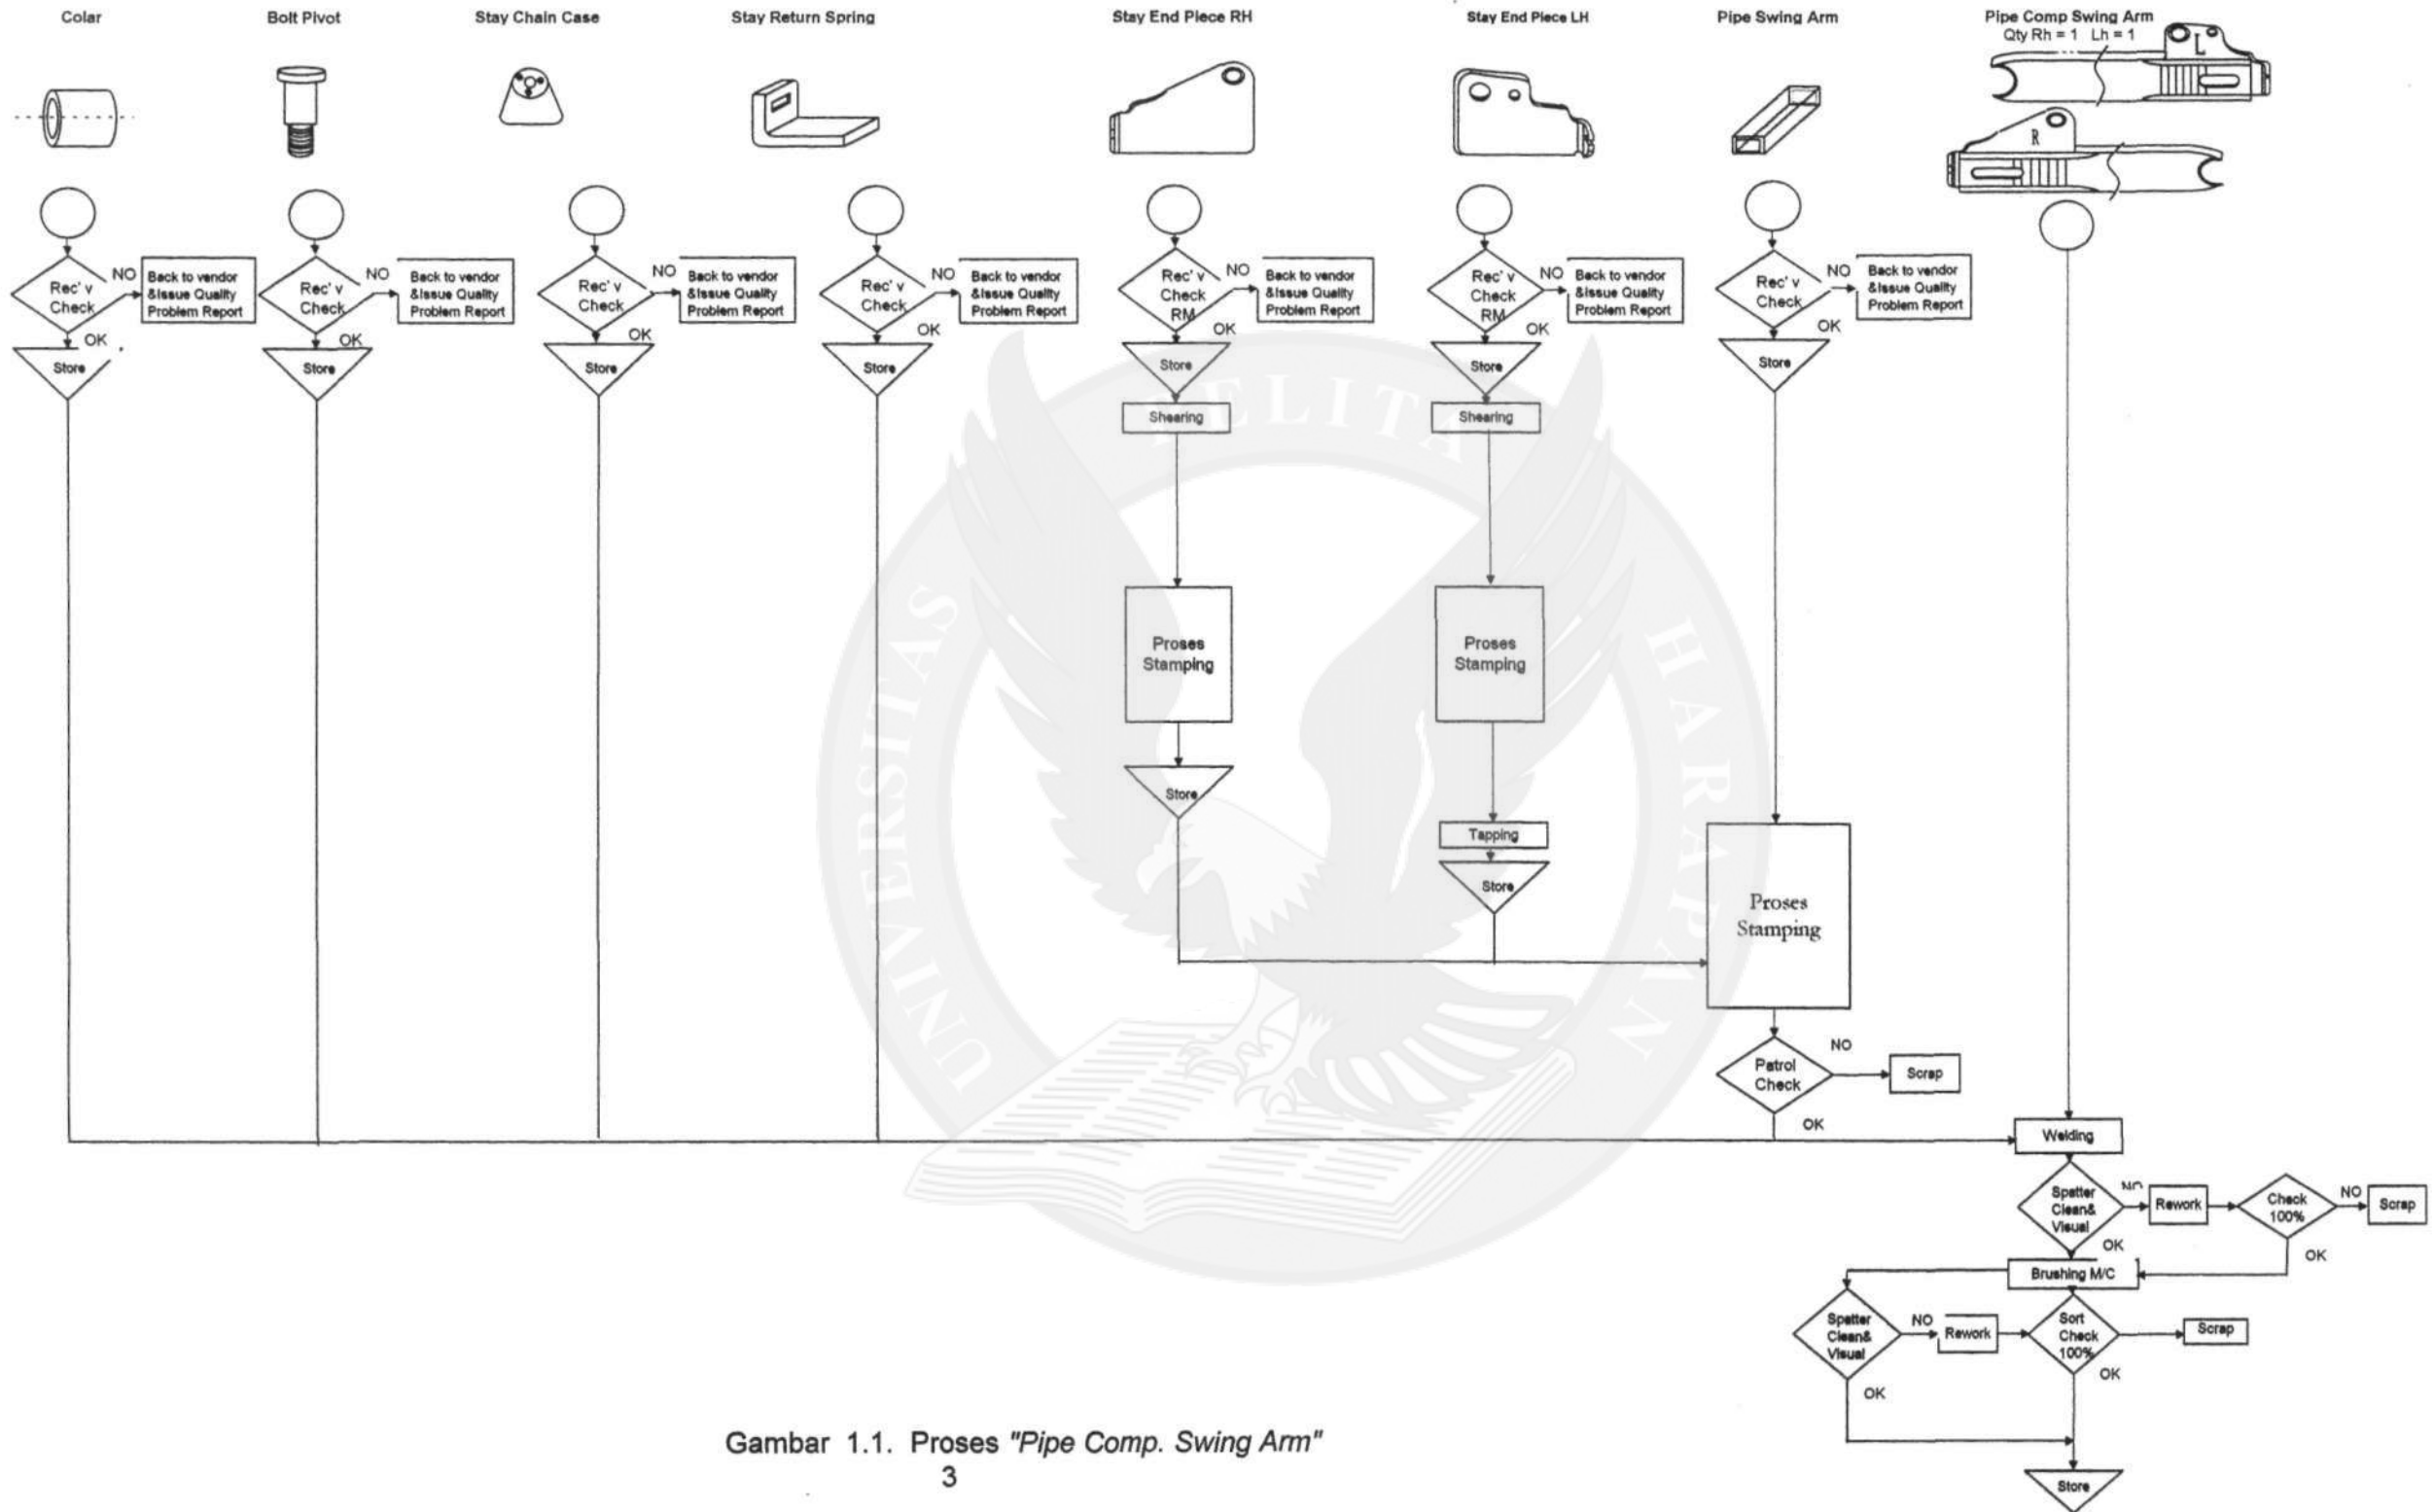 Colar
Bolt Pivot
Stay Chain Case
Stay Return Spring
Stay End Piece RH
Stay End Piece LH
Pipe Swing Arm
Pipe Comp Swing Arm
Qty Rh = 1 Lh = 1
L
R
Rec' v
Check
NO
Back to vendor
&Issue Quality
Problem Report
OK
Store
Rec' v
Check
NO
Back to vendor
&Issue Quality
Problem Report
OK
Store
Rec' v
Check
NO
Back to vendor
&Issue Quality
Problem Report
OK
Store
Rec' v
Check
NO
Back to vendor
&Issue Quality
Problem Report
OK
Store
Rec' v
Check
RM
NO
Back to vendor
&Issue Quality
Problem Report
OK
Store
Shearing
Proses
Stamping
Store
Rec' v
Check
RM
NO
Back to vendor
&Issue Quality
Problem Report
OK
Store
Shearing
Proses
Stamping
Tapping
Store
Rec' v
Check
NO
Back to vendor
&Issue Quality
Problem Report
OK
Store
Proses
Stamping
Patrol
Check
NO
Scrap
OK
Welding
Spatter
Clean&
Visual
NO
Rework
Check
100%
NO
Scrap
OK
OK
Brushing M/C
Spatter
Clean&
Visual
NO
Rework
Sort
Check
100%
Scrap
OK
OK
Store
UNIVERSITAS PELITA HARAPAN
Gambar 1.1. Proses "Pipe Comp. Swing Arm"
3